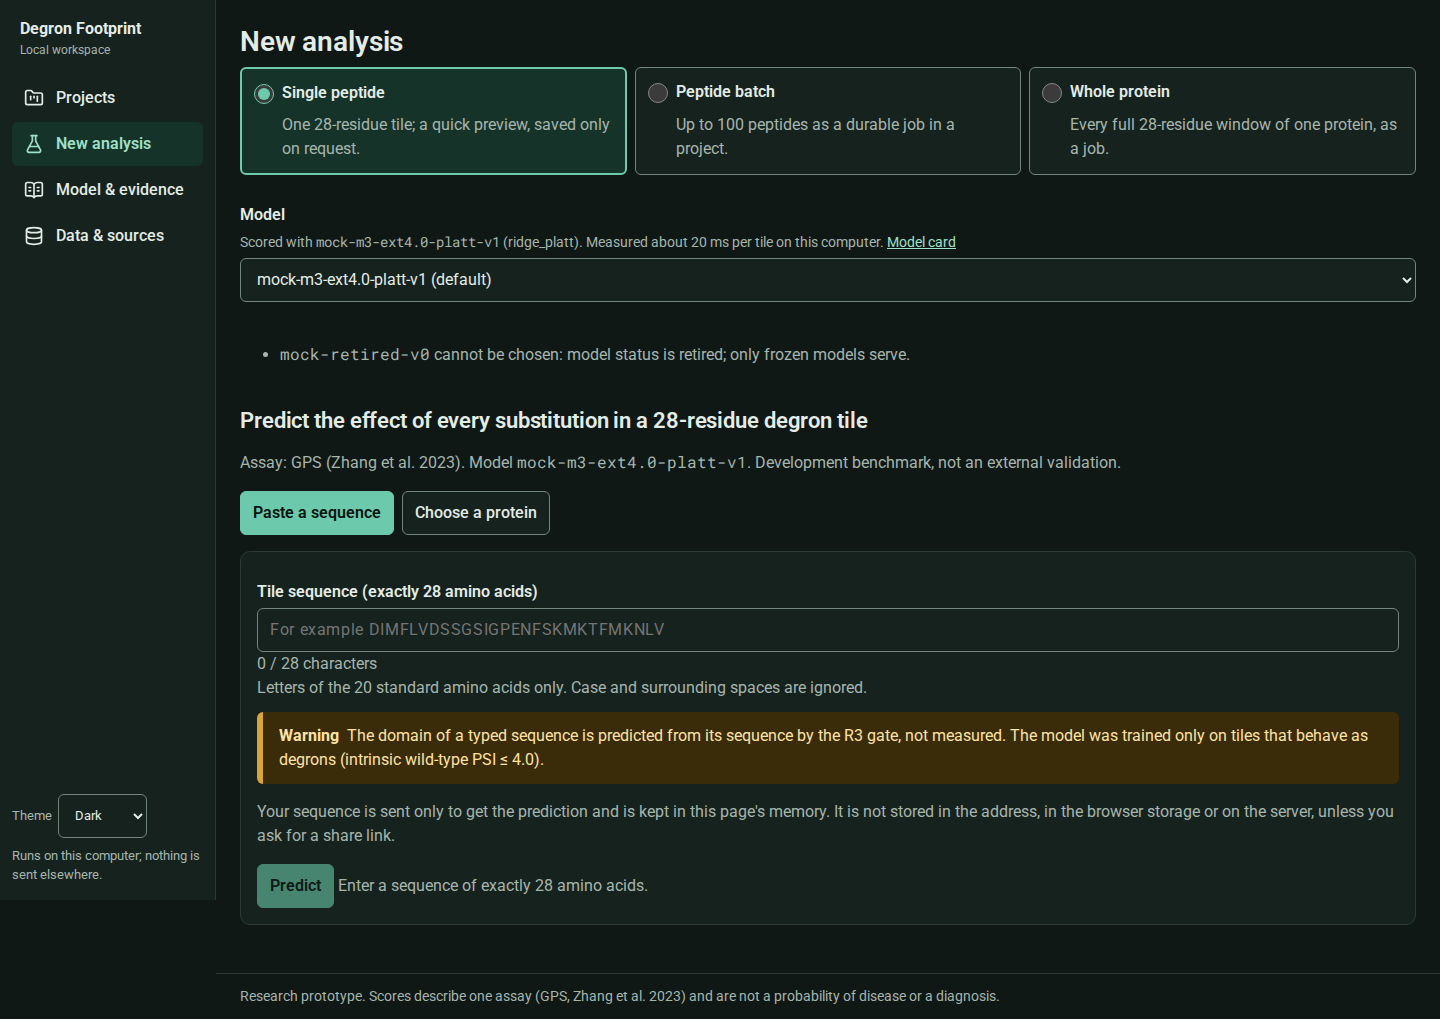 Degron Footprint
Local workspace
Projects
New analysis
Model & evidence
Data & sources
Theme
Dark
Runs on this computer; nothing is
sent elsewhere.
New analysis
Single peptide
One 28-residue tile; a quick preview, saved only
on request.
Peptide batch
Up to 100 peptides as a durable job in a
project.
Whole protein
Every full 28-residue window of one protein, as
a job.
Model
Scored with mock-m3-ext4.0-platt-v1 (ridge_platt). Measured about 20 ms per tile on this computer. Model card
mock-m3-ext4.0-platt-v1 (default)
• mock-retired-v0 cannot be chosen: model status is retired; only frozen models serve.
Predict the effect of every substitution in a 28-residue degron tile
Assay: GPS (Zhang et al. 2023). Model mock-m3-ext4.0-platt-v1. Development benchmark, not an external validation.
Paste a sequence
Choose a protein
Tile sequence (exactly 28 amino acids)
For example DIMFLVDSSGSIGPENFSKMKTFMKNLV
0 / 28 characters
Letters of the 20 standard amino acids only. Case and surrounding spaces are ignored.
Warning The domain of a typed sequence is predicted from its sequence by the R3 gate, not measured. The model was trained only on tiles that behave as
degrons (intrinsic wild-type PSI ≤ 4.0).
Your sequence is sent only to get the prediction and is kept in this page's memory. It is not stored in the address, in the browser storage or on the server, unless you
ask for a share link.
Predict Enter a sequence of exactly 28 amino acids.
Research prototype. Scores describe one assay (GPS, Zhang et al. 2023) and are not a probability of disease or a diagnosis.